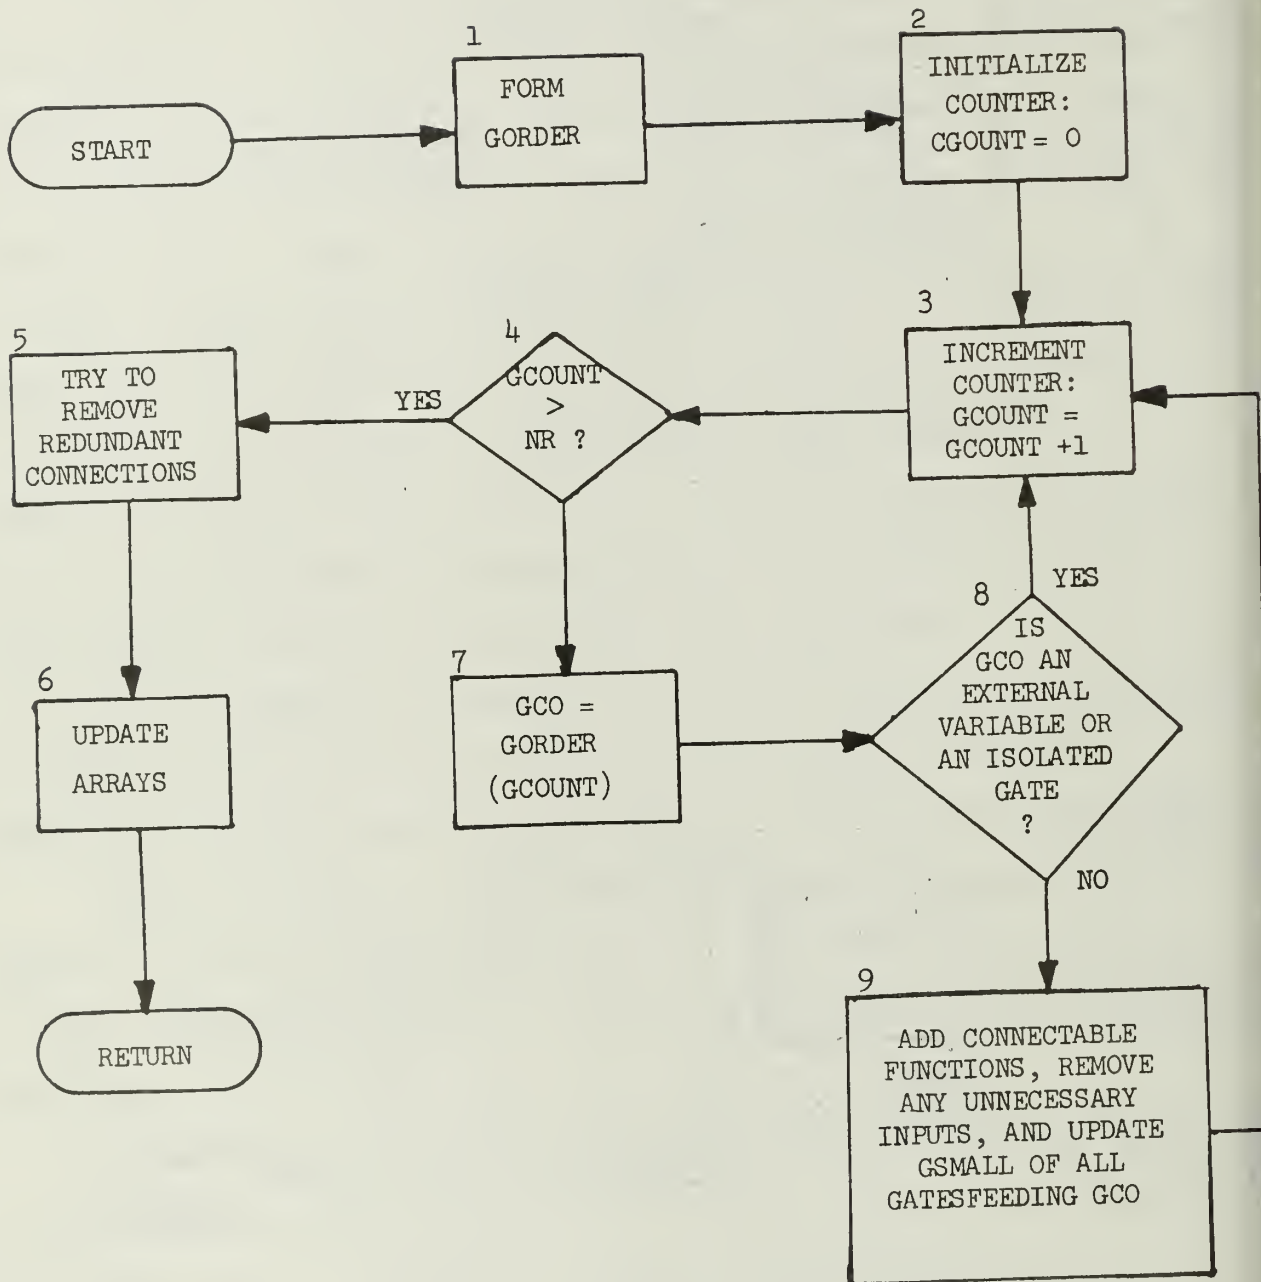 START
1
FORM
GORDER
2
INITIALIZE
COUNTER:
CGOUNT = 0
3
INCREMENT
COUNTER:
GCOUNT =
GCOUNT +1
4
GCOUNT
>
NR ?
YES
5
TRY TO
REMOVE
REDUNDANT
CONNECTIONS
6
UPDATE
ARRAYS
RETURN
7
GCO =
GORDER
(GCOUNT)
8
YES
IS
GCO AN
EXTERNAL
VARIABLE OR
AN ISOLATED
GATE
?
NO
9
ADD CONNECTABLE
FUNCTIONS, REMOVE
ANY UNNECESSARY
INPUTS, AND UPDATE
GSMALL OF ALL
GATESFEEDING GCO